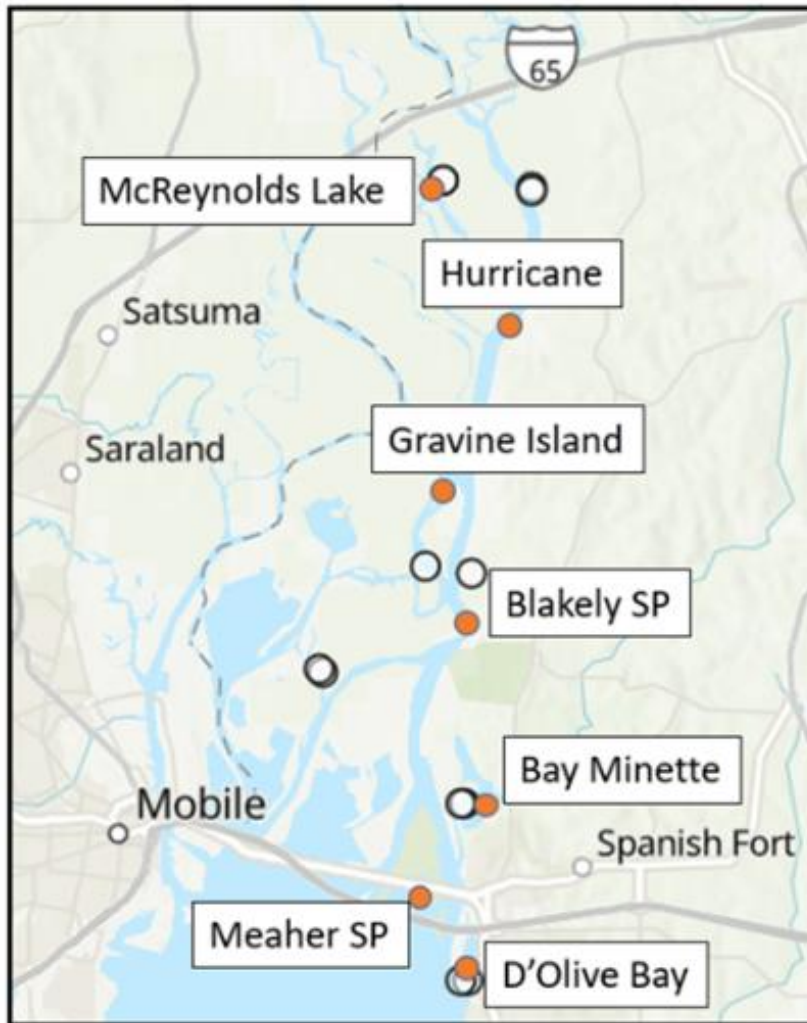 65
McReynolds Lake
Hurricane
Satsuma
Gravine Island
Saraland
Blakely SP
Bay Minette
Mobile
Spanish Fort
Meaher SP
D'Olive Bay